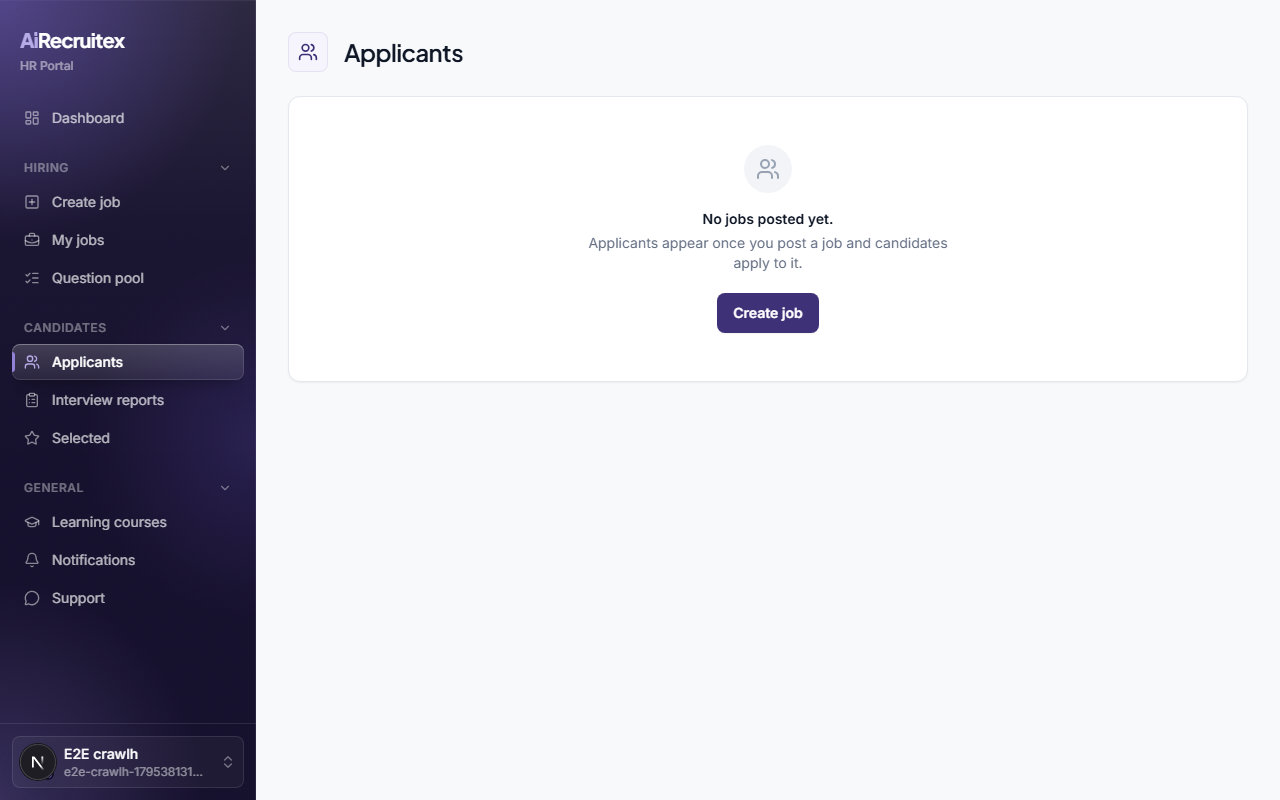 AiRecruitex
HR Portal
Dashboard
HIRING
Create job
My jobs
Question pool
CANDIDATES
Applicants
Interview reports
Selected
GENERAL
Learning courses
Notifications
Support
N
E2E crawlh
e2e-crawlh-179538131...
Applicants
No jobs posted yet.
Applicants appear once you post a job and candidates
apply to it.
Create job